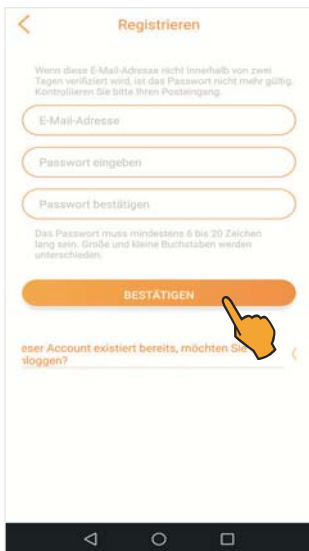 Registrieren
Wenn diese E-Mail-Adresse nicht innerhalb von zwei
Tagen verifiziert wird, ist das Passwort nicht mehr gültig.
Kontrollieren Sie bitte Ihren Posteingang.
E-Mail-Adresse
Passwort eingeben
Passwort bestätigen
Das Passwort muss mindestens 6 bis 20 Zeichen
lang sein. Große und kleine Buchstaben werden
unterschieden.
BESTÄTIGEN
eser Account existiert bereits, möchten Sie
nloggen?